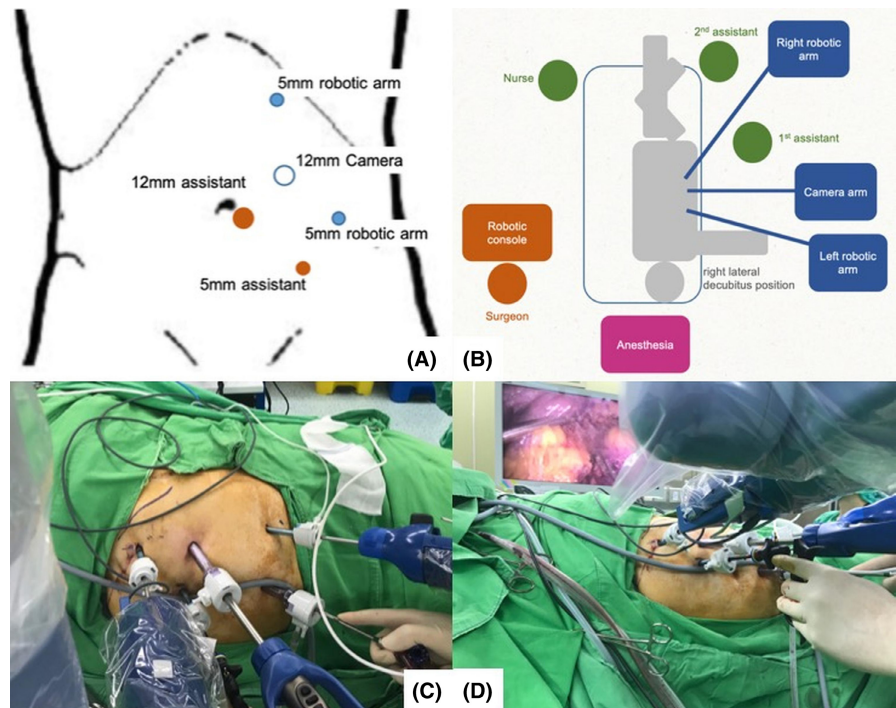 5mm robotic arm
12mm Camera
12mm assistant
5mm robotic arm
5mm assistant
(A)
2nd assistant
Right robotic
arm
Nurse
1st assistant
Camera arm
Robotic
console
Left robotic
arm
right lateral
decubitus position
Surgeon
Anesthesia
(B)
(C)
(D)